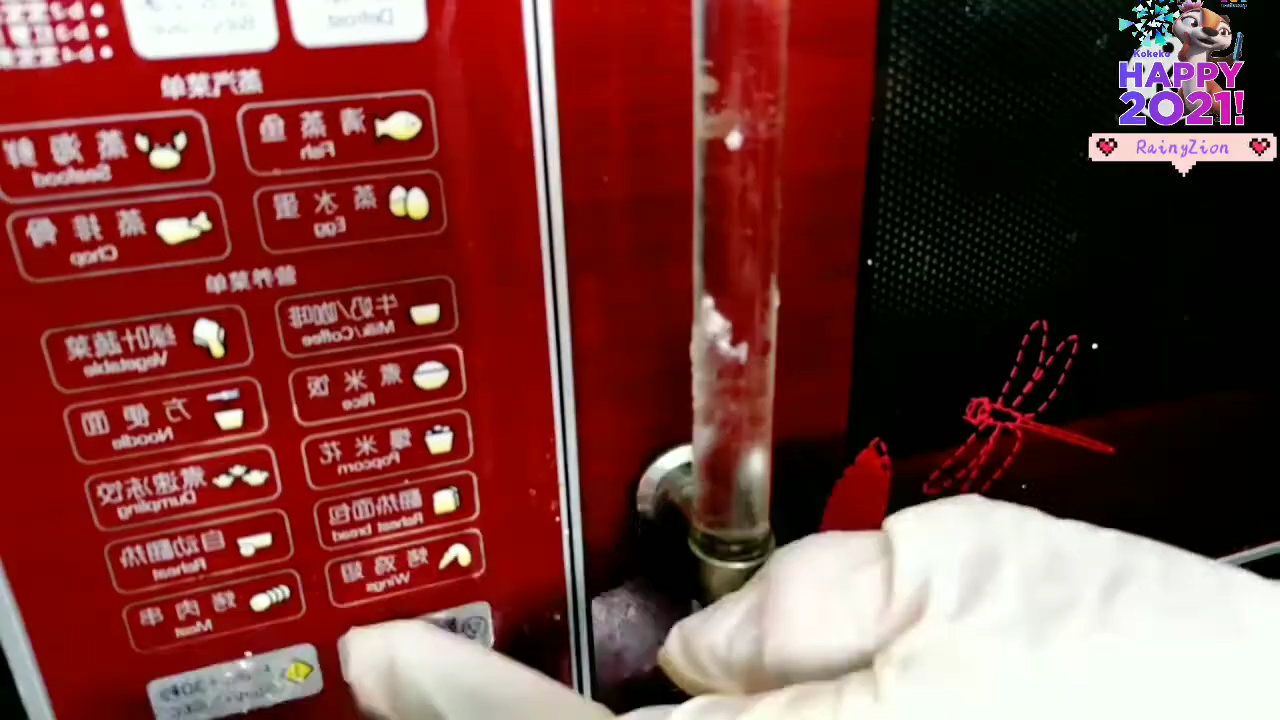 Defrost
蒸汽菜单
清蒸鱼
Fish
蒸海鲜
Seafood
蒸水蛋
Egg
蒸排骨
Chop
营养菜单
牛奶/咖啡
Milk/Coffee
绿叶蔬菜
Vegetable
煮米饭
Rice
方便面
Noodle
爆米花
Popcorn
煮速冻饺
Dumpling
翻热面包
Reheat bread
自动翻热
Reheat
烤鸡翅
Wings
烤肉串
Meat
Kokeko
HAPPY
2021!
RainyZion